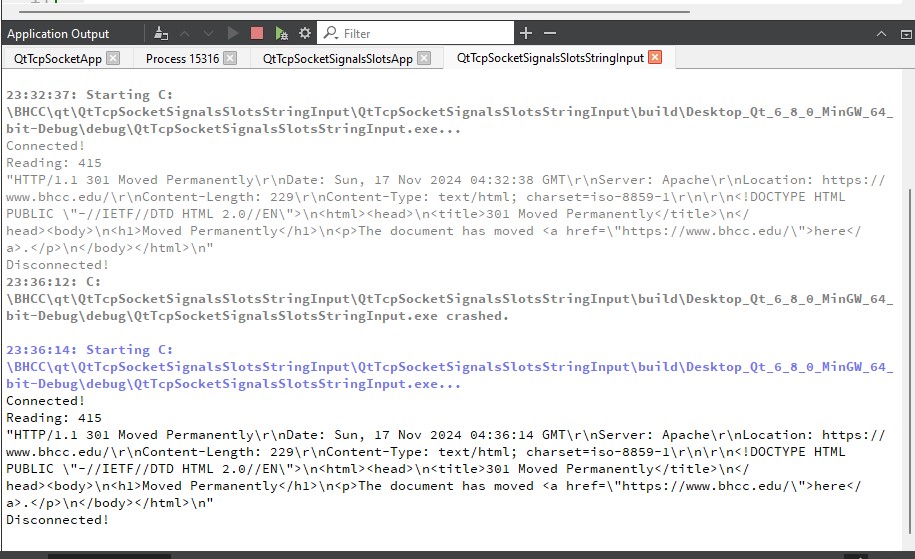 Application Output
Filter
QtTcpSocketApp
Process 15316
QtTcpSocketSignalsSlotsApp
QtTcpSocketSignalsSlotsStringInput
23:32:37: Starting C:
\BHCC\qt\QtTcpSocketSignalsSlotsStringInput\QtTcpSocketSignalsSlotsStringInput\build\Desktop_Qt_6_8_0_MinGW_64_
bit-Debug\debug\QtTcpSocketSignalsSlotsStringInput.exe...
Connected!
Reading: 415
"HTTP/1.1 301 Moved Permanently\r\nDate: Sun, 17 Nov 2024 04:32:38 GMT\r\nServer: Apache\r\nLocation: https://
www.bhcc.edu/\r\nContent-Length: 229\r\nContent-Type: text/html; charset=iso-8859-1\r\n\r\n<!DOCTYPE HTML
PUBLIC \"-//IETF//DTD HTML 2.0//EN\">\n<html><head>\n<title>301 Moved Permanently</title>\n</
head><body>\n<h1>Moved Permanently</h1>\n<p>The document has moved <a href=\"https://www.bhcc.edu/\">here</
a>.</p>\n</body></html>\n"
Disconnected!
23:36:12: C:
\BHCC\qt\QtTcpSocketSignalsSlotsStringInput\QtTcpSocketSignalsSlotsStringInput\build\Desktop_Qt_6_8_0_MinGW_64_
bit-Debug\debug\QtTcpSocketSignalsSlotsStringInput.exe crashed.
23:36:14: Starting C:
\BHCC\qt\QtTcpSocketSignalsSlotsStringInput\QtTcpSocketSignalsSlotsStringInput\build\Desktop_Qt_6_8_0_MinGW_64_
bit-Debug\debug\QtTcpSocketSignalsSlotsStringInput.exe...
Connected!
Reading: 415
"HTTP/1.1 301 Moved Permanently\r\nDate: Sun, 17 Nov 2024 04:36:14 GMT\r\nServer: Apache\r\nLocation: https://
www.bhcc.edu/\r\nContent-Length: 229\r\nContent-Type: text/html; charset=iso-8859-1\r\n\r\n<!DOCTYPE HTML
PUBLIC \"-//IETF//DTD HTML 2.0//EN\">\n<html><head>\n<title>301 Moved Permanently</title>\n</
head><body>\n<h1>Moved Permanently</h1>\n<p>The document has moved <a href=\"https://www.bhcc.edu/\">here</
a>.</p>\n</body></html>\n"
Disconnected!